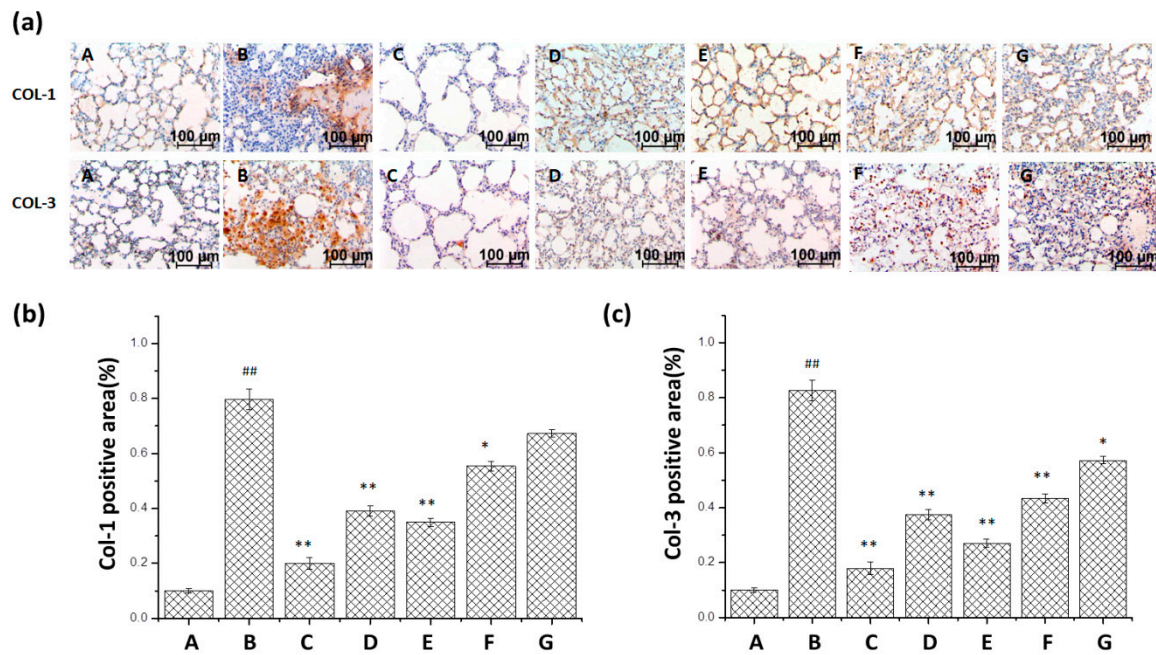 (a)
A B C D E F G
COL-1
100 μm 100 μm 100 μm 100 μm 100 μm 100 μm 100 μm
A B C D E F G
COL-3
100 μm 100 μm 100 μm 100 μm 100 μm 100 μm 100 μm
(b)
Col-1 positive area(%)
1.0
0.8
0.6
0.4
0.2
0.0
##
**
**
**
*
A B C D E F G
(c)
Col-3 positive area(%)
1.0
0.8
0.6
0.4
0.2
0.0
##
**
**
**
**
*
A B C D E F G